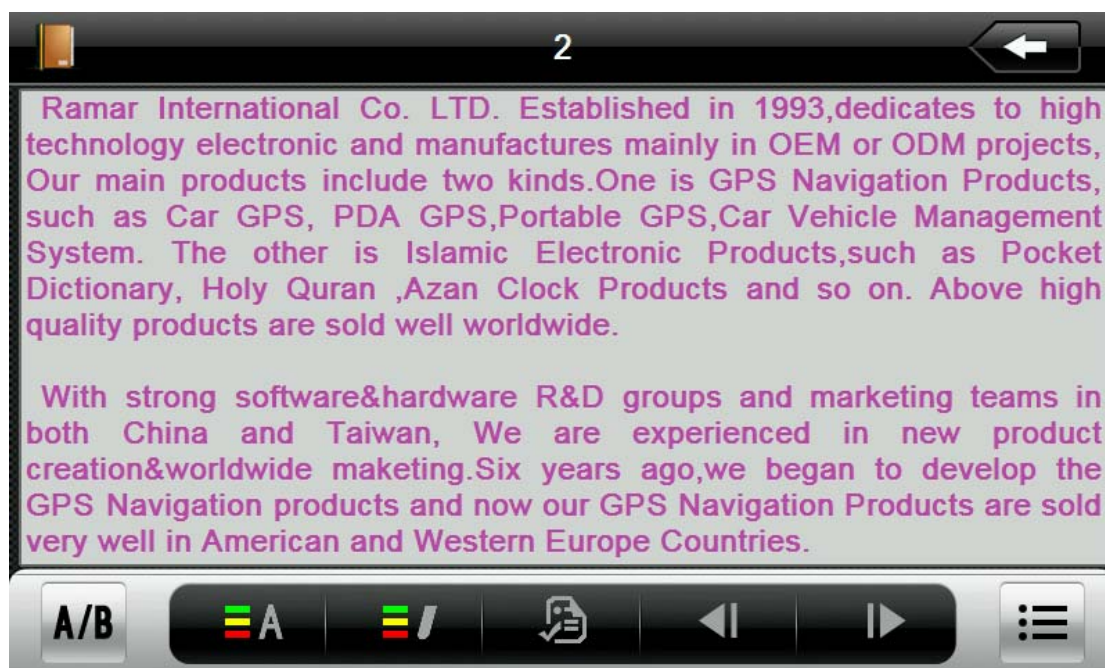 2
Ramar International Co. LTD. Established in 1993,dedicates to high
technology electronic and manufactures mainly in OEM or ODM projects,
Our main products include two kinds.One is GPS Navigation Products,
such as Car GPS, PDA GPS,Portable GPS,Car Vehicle Management
System. The other is Islamic Electronic Products,such as Pocket
Dictionary, Holy Quran ,Azan Clock Products and so on. Above high
quality products are sold well worldwide.
With strong software&hardware R&D groups and marketing teams in
both China and Taiwan, We are experienced in new product
creation&worldwide maketing.Six years ago,we began to develop the
GPS Navigation products and now our GPS Navigation Products are sold
very well in American and Western Europe Countries.
A/B A